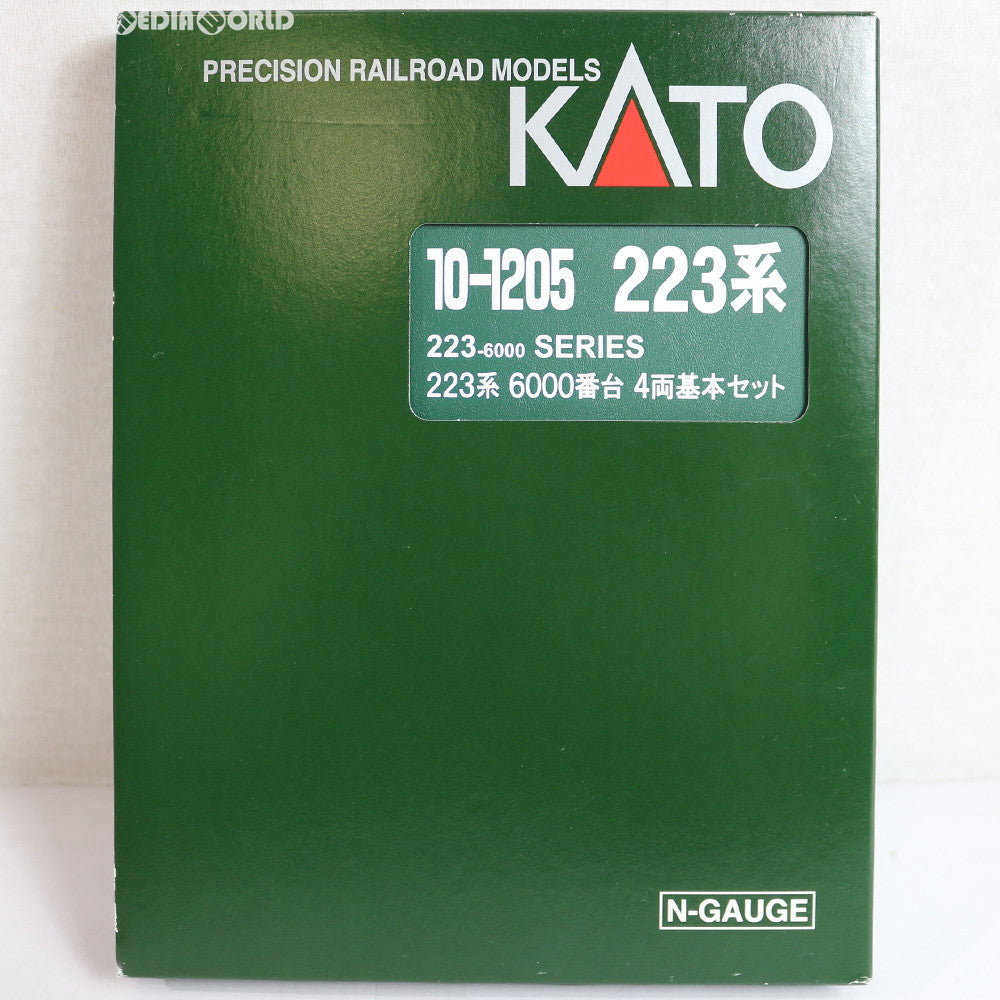 MEDIAWORLD
PRECISION RAILROAD MODELS
KATO
10-1205 223系
223-6000 SERIES
223系 6000番台 4両基本セット
N-GAUGE